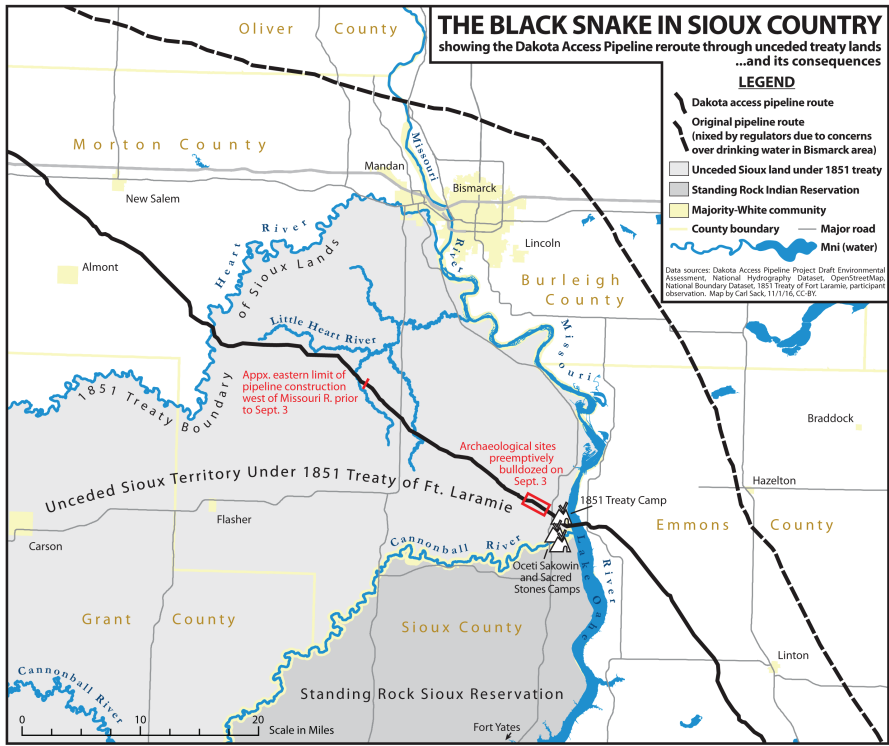 THE BLACK SNAKE IN SIOUX COUNTRY
showing the Dakota Access Pipeline reroute through unceded treaty lands
...and its consequences
LEGEND
Dakota access pipeline route
Original pipeline route
(nixed by regulators due to concerns
over drinking water in Bismarck area)
Unceded Sioux land under 1851 treaty
Standing Rock Indian Reservation
Majority-White community
County boundary
Major road
Mni (water)
Data sources: Dakota Access Pipeline Project Draft Environmental
Assessment, National Hydrography Dataset, OpenStreetMap,
National Boundary Dataset, 1851 Treaty of Fort Laramie, participant
observation. Map by Carl Sack, 11/1/16, CC-BY.
Oliver County
Morton County
Missouri
Mandan
Bismarck
New Salem
River
Heart River
Lincoln
of Sioux Lands
Almont
Burleigh
County
Little Heart River
Missouri
Appx. eastern limit of
pipeline construction
west of Missouri R. prior
to Sept. 3
1851 Treaty Boundary
Braddock
Archaeological sites
preemptively
bulldozed on
Sept. 3
Unceded Sioux Territory Under 1851 Treaty of Ft. Laramie
Hazelton
1851 Treaty Camp
Flasher
Emmons County
Carson
Cannonball River
Oceti Sakowin
and Sacred
Stones Camps
Lake Oahe
River
Grant County
Sioux County
Linton
Cannonball River
Standing Rock Sioux Reservation
0 10 20
Scale in Miles
Fort Yates